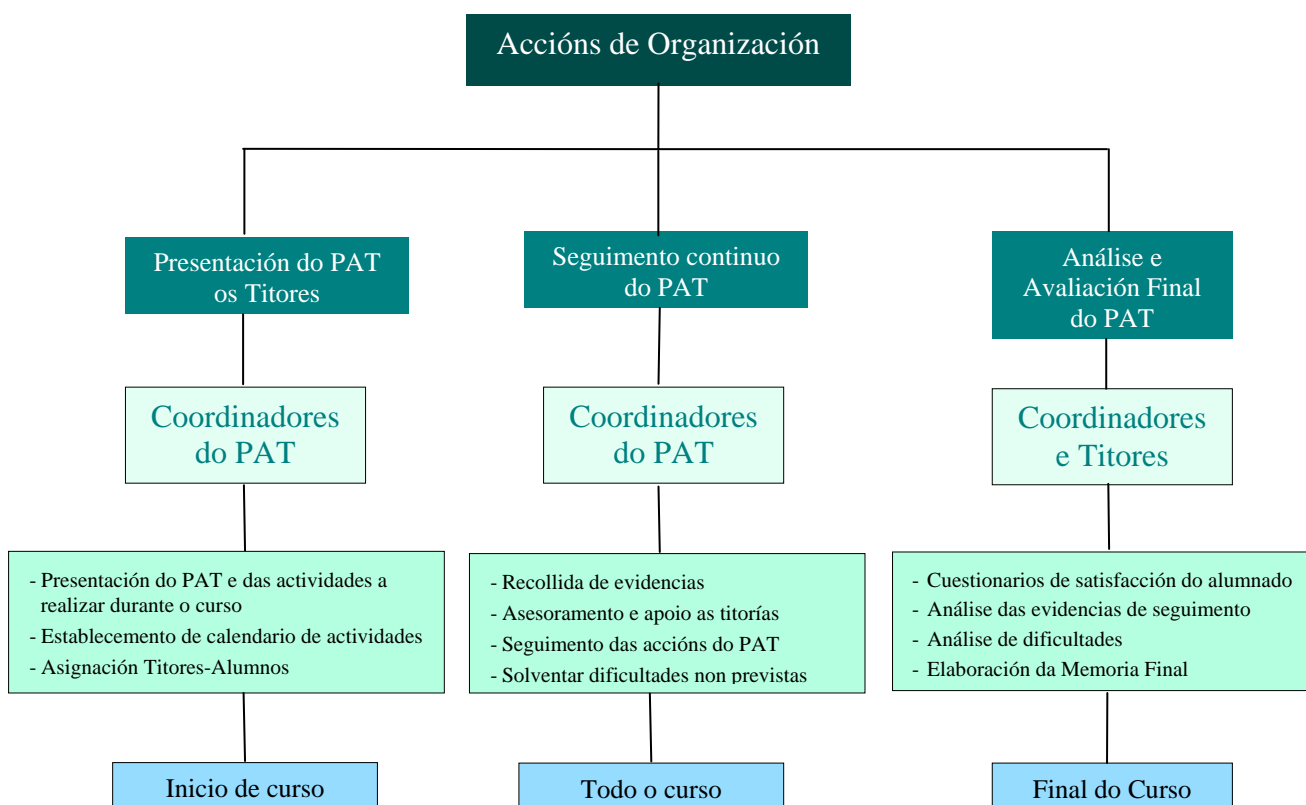 Accións de Organización
Presentación do PAT
os Titores
Seguimento continuo
do PAT
Análise e
Avaliación Final
do PAT
Coordinadores
do PAT
Coordinadores
do PAT
Coordinadores
e Titores
- Presentación do PAT e das actividades a
realizar durante o curso
- Establecemento de calendario de actividades
- Asignación Titores-Alumnos
- Recollida de evidencias
- Asesoramento e apoio as titorías
- Seguimento das accións do PAT
- Solventar dificultades non previstas
- Cuestionarios de satisfacción do alumnado
- Análise das evidencias de seguimento
- Análise de dificultades
- Elaboración da Memoria Final
Inicio de curso
Todo o curso
Final do Curso